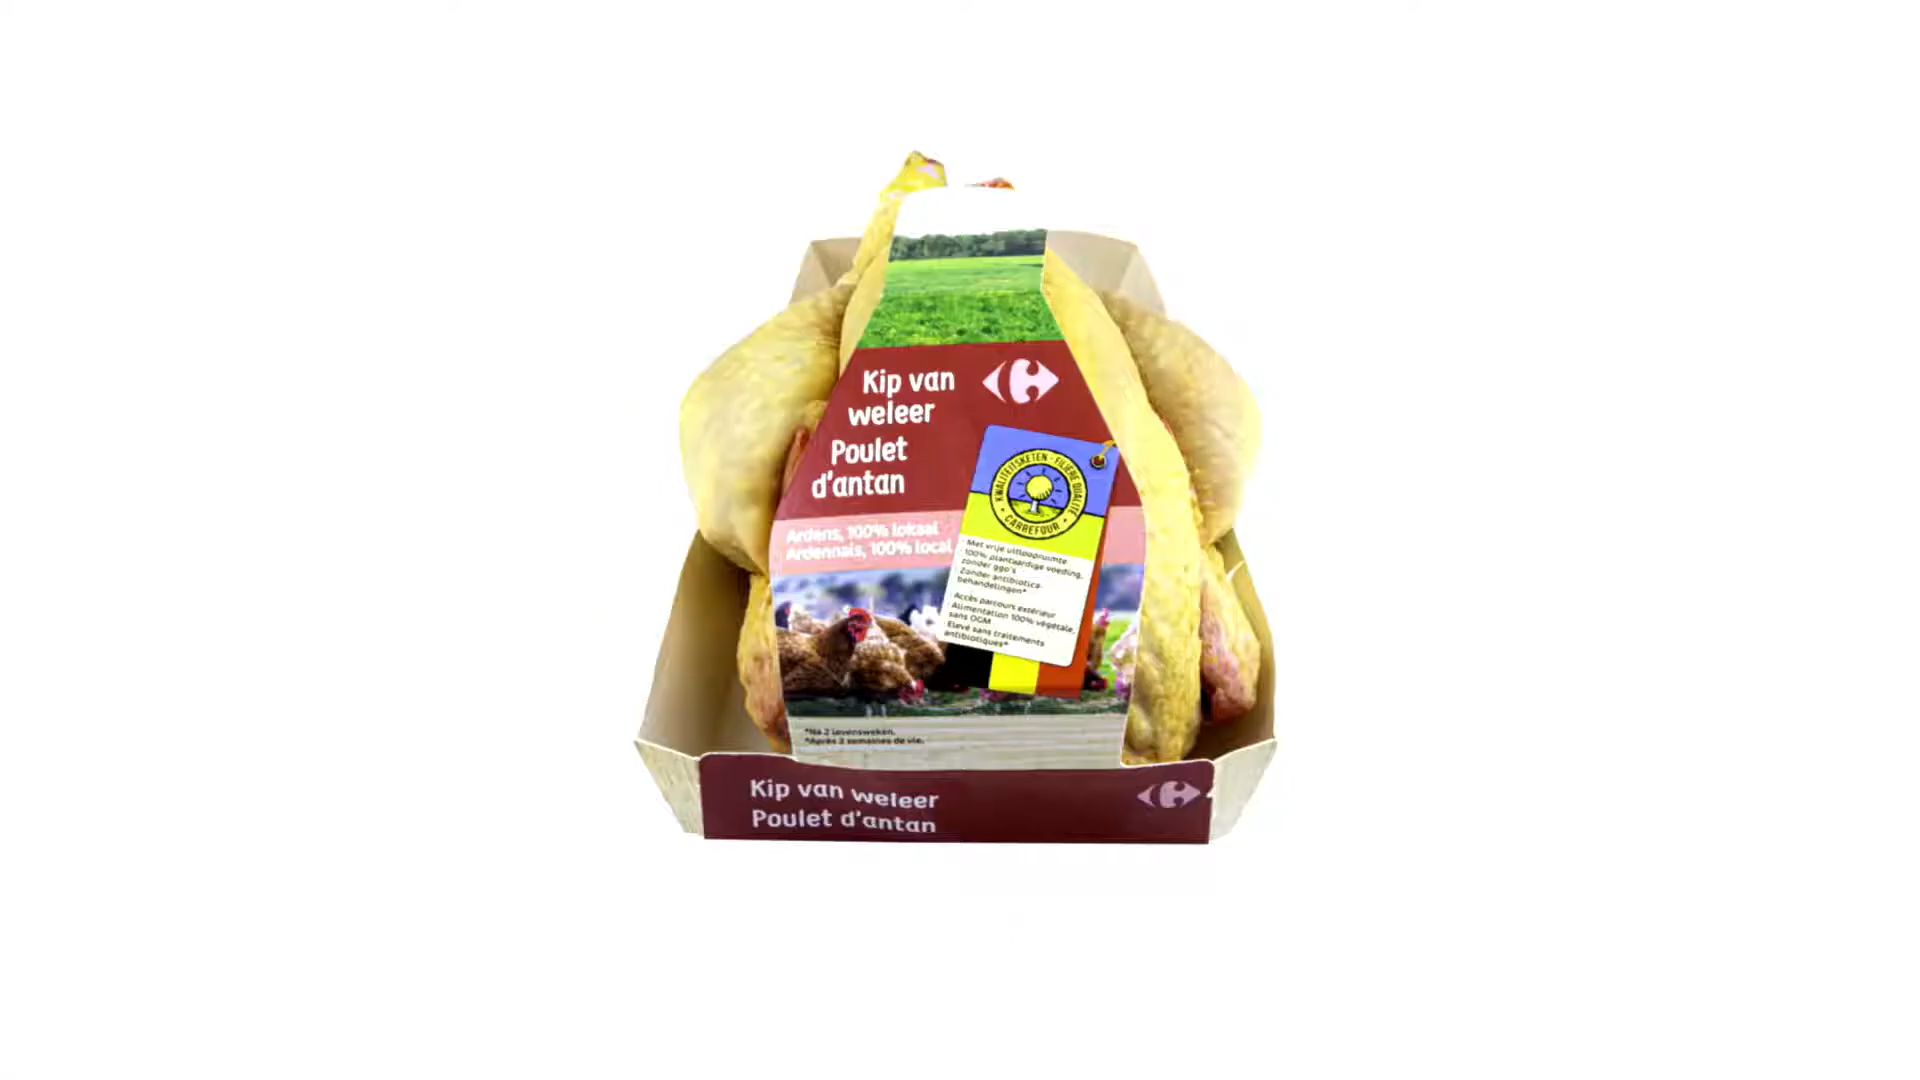 Kip van
weleer
Poulet
d'antan
Ardens, 100% lokaal
Ardennais, 100% local
KWALITEITSKETEN - FILIÈRE QUALITÉ
• CARREFOUR •
· Met vrije uitloopruimte
· 100% plantaardige voeding,
zonder ggo's
· Zonder antibiotica-
behandelingen*
· Accès parcours extérieur
· Alimentation 100% végétale,
sans OGM
· Elevé sans traitements
antibiotiques*
*Na 2 levensweken.
*Après 2 semaines de vie.
Kip van weleer
Poulet d'antan